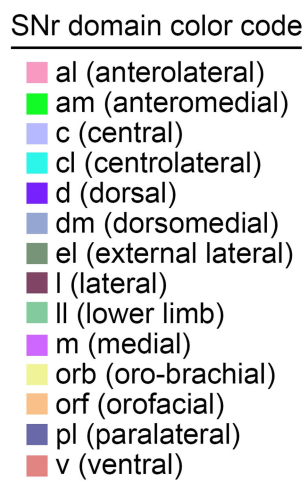 SNr domain color code
al (anterolateral)
am (anteromedial)
c (central)
cl (centrolateral)
d (dorsal)
dm (dorsomedial)
el (external lateral)
l (lateral)
ll (lower limb)
m (medial)
orb (oro-brachial)
orf (orofacial)
pl (paralateral)
v (ventral)